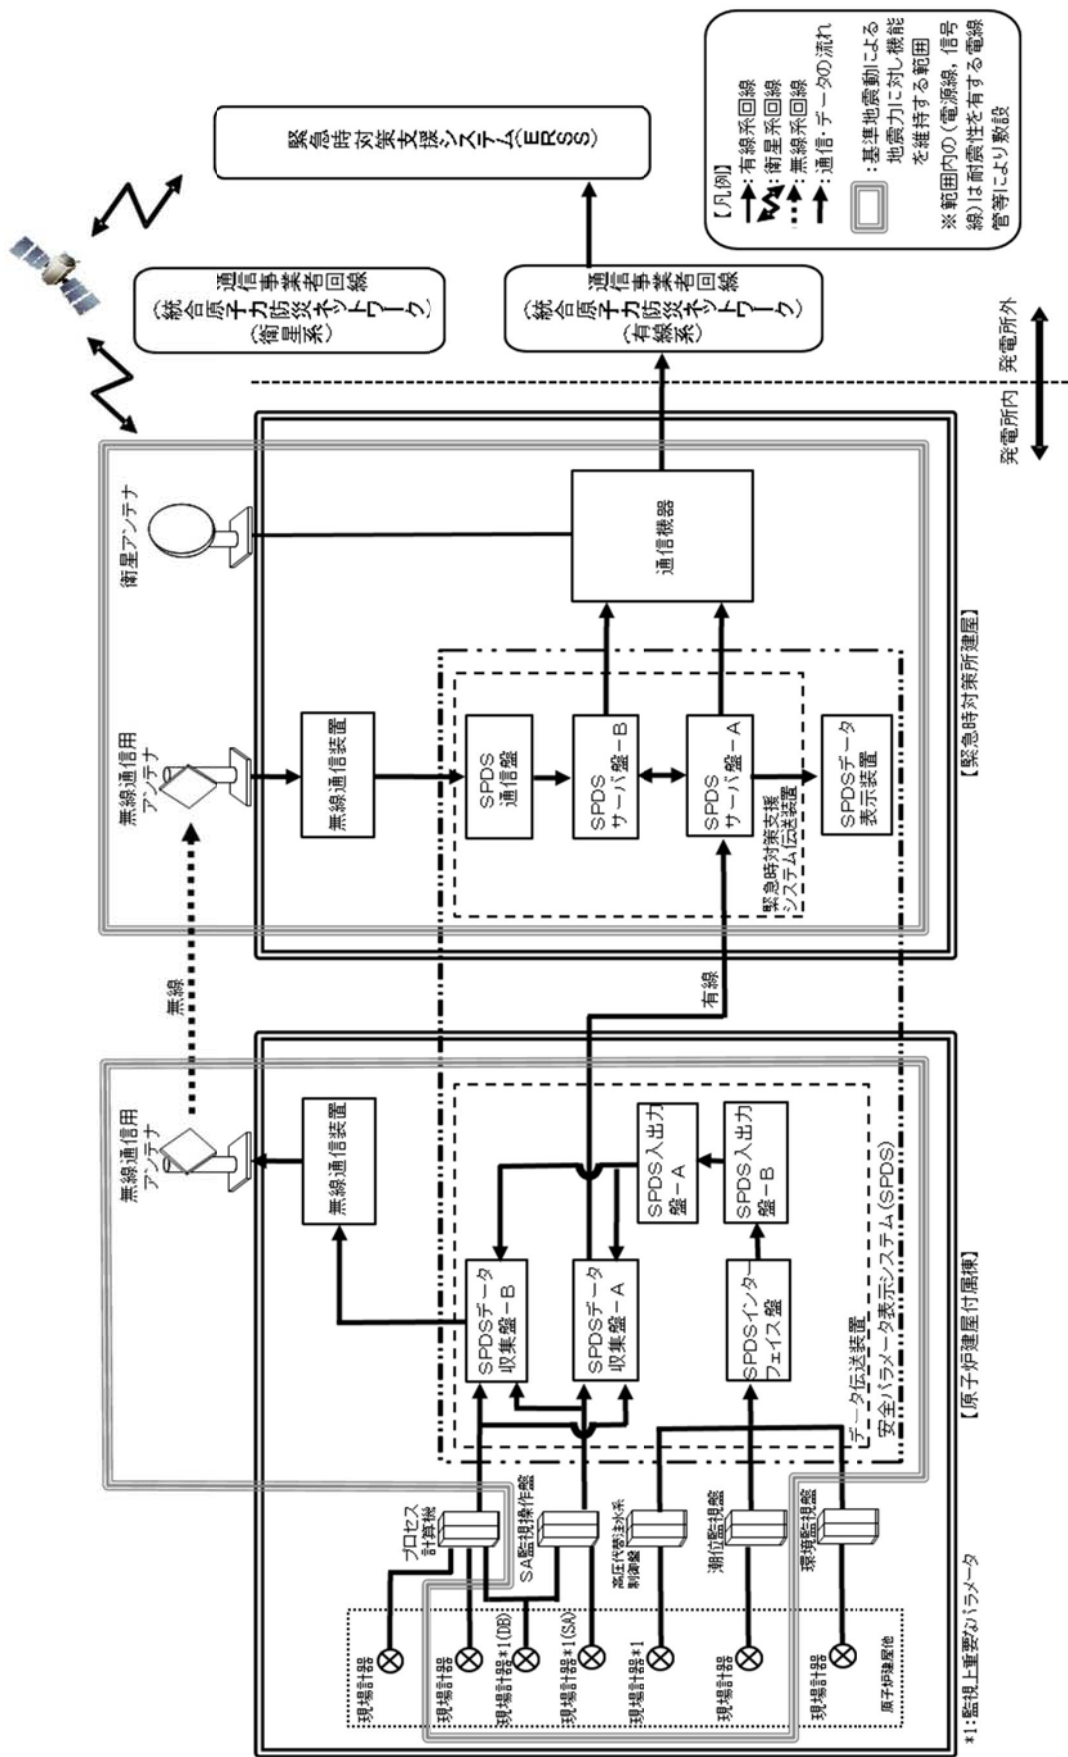 現場計器
現場計器
現場計器*1(DB)
現場計器*1(SA)
現場計器*1
現場計器
現場計器
原子炉建屋他
プロセス
計算機
SA監視操作盤
高圧代替注水系
制御盤
潮位監視盤
環境監視盤
*1:監視上重要なパラメータ
無線通信用
アンテナ
無線通信装置
SPDSデータ
収集盤－B
SPDSデータ
収集盤－A
SPDSインター
フェイス盤
SPDS入出力
盤－A
SPDS入出力
盤－B
データ伝送装置
安全パラメータ表示システム(SPDS)
【原子炉建屋付属棟】
無線
有線
無線通信用
アンテナ
無線通信装置
SPDS
通信盤
SPDS
サーバ盤－B
SPDS
サーバ盤－A
緊急時対策支援
システム伝送装置
SPDSデータ
表示装置
衛星アンテナ
通信機器
【緊急時対策所建屋】
発電所内
発電所外
通信事業者回線
(統合原子力防災ネットワーク)
(衛星系)
通信事業者回線
(統合原子力防災ネットワーク)
(有線系)
緊急時対策支援システム(ERSS)
【凡例】
:有線系回線
:衛星系回線
:無線系回線
:通信・データの流れ
:基準地震動による
地震力に対し機能
を維持する範囲
※範囲内の(電源線，信号
線)は耐震性を有する電線
管等により敷設